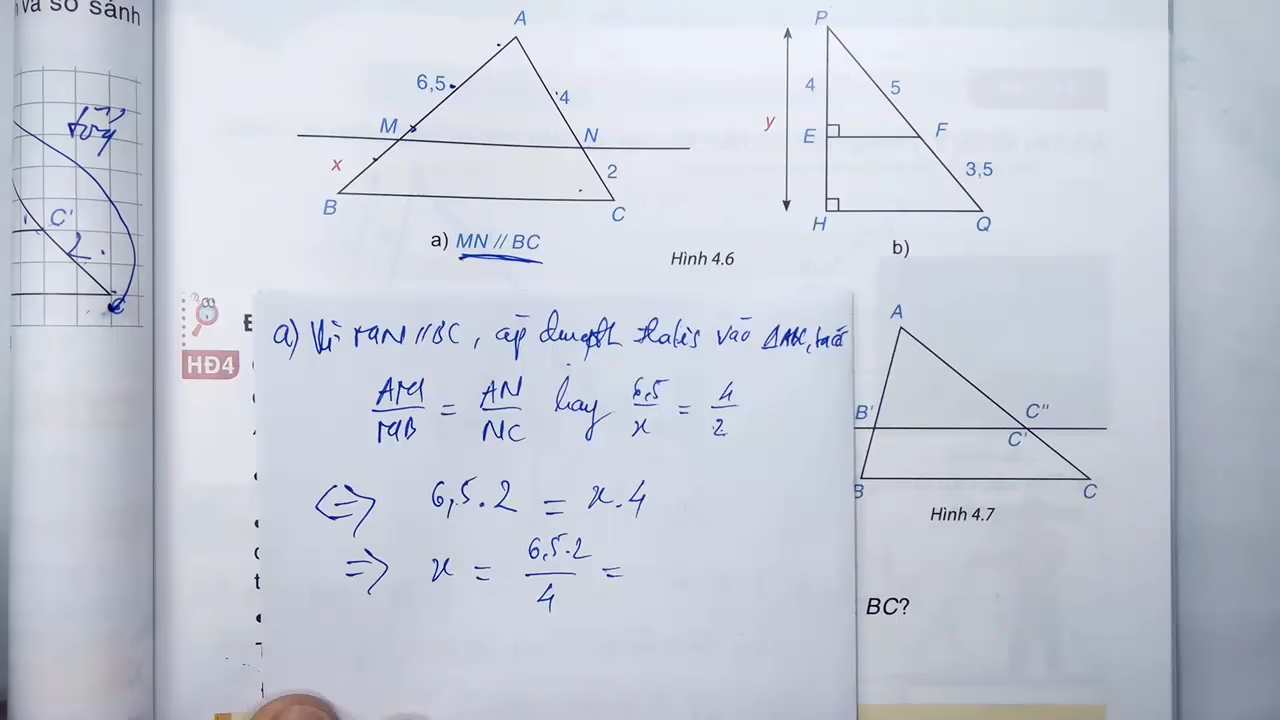 và so sánh
A
6,5
4
M
N
x
2
B
C
a) MN // BC
Hình 4.6
P
4
5
y
E
F
3,5
H
Q
b)
C'
2
HĐ4
a) Vì MN // BC, áp dụng thalès vào ΔABC, ta có
AM/MB = AN/NC hay 6,5/x = 4/2
<=> 6,5.2 = x.4
=> x = 6,5.2/4 =
A
B'
C"
C'
B
C
Hình 4.7
BC?